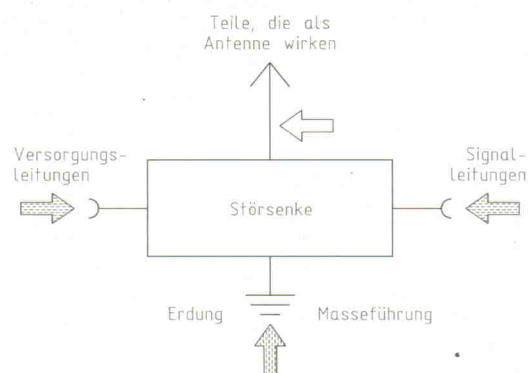 Teile, die als
Antenne wirken
Versorgungs-
leitungen
Signal-
leitungen
Störsenke
Erdung
Masseführung